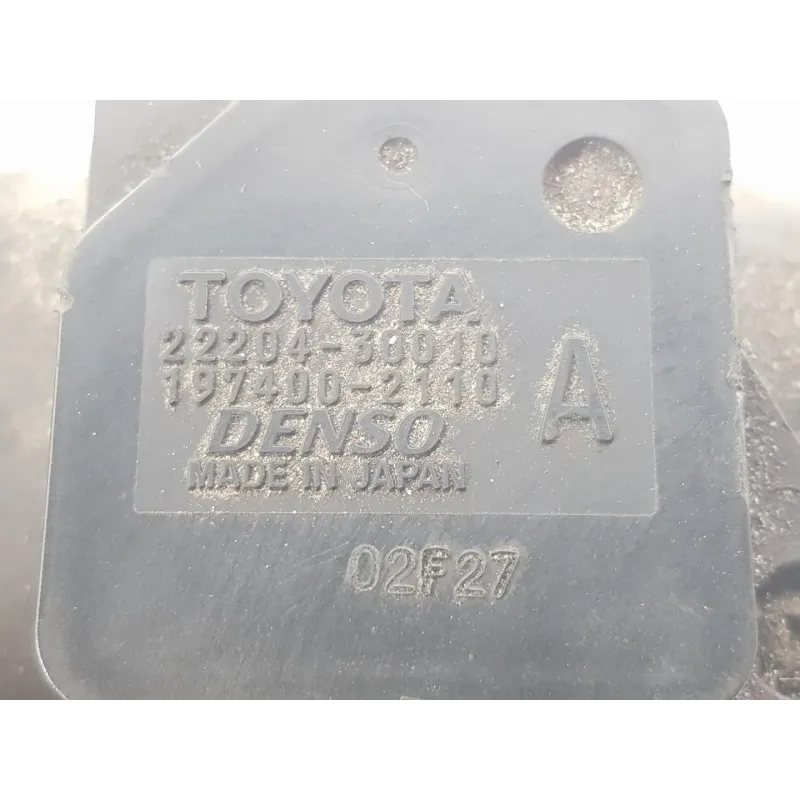 TOYOTA
22204-30010
197400-2110
A
DENSO
MADE IN JAPAN
02F27